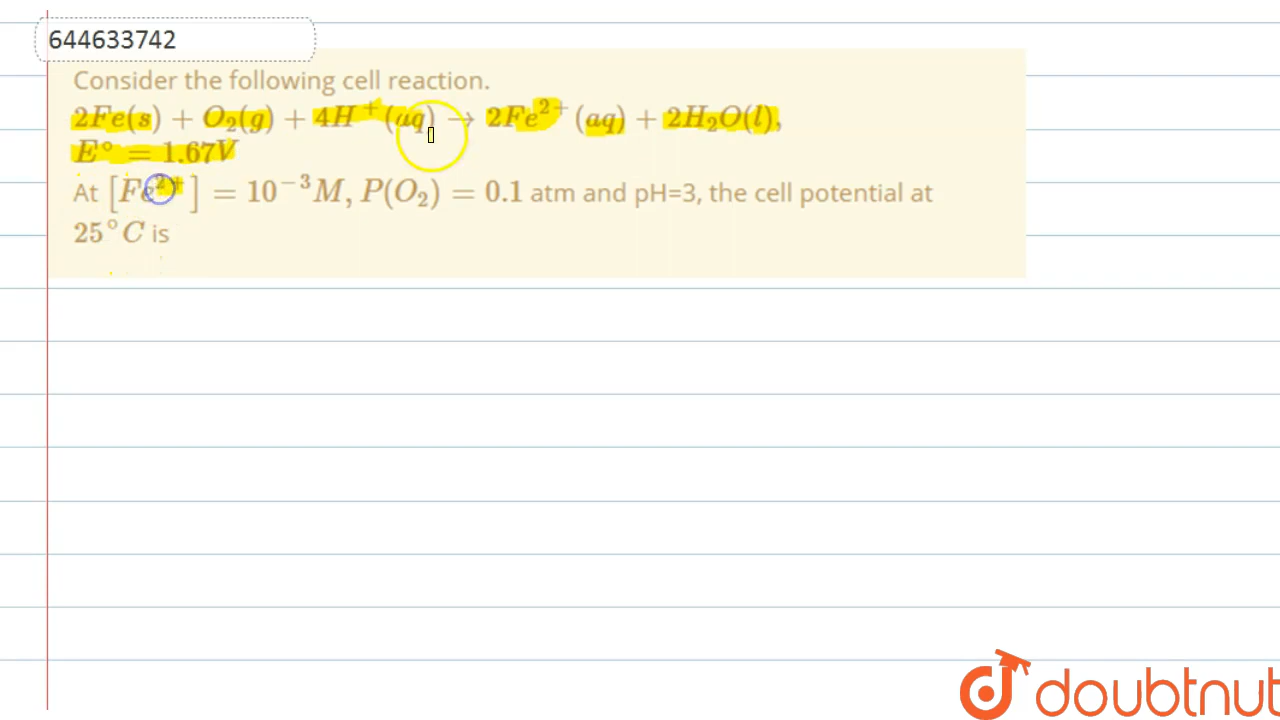 644633742
Consider the following cell reaction.
2Fe(s) + O₂(g) + 4H⁺(aq) → 2Fe²⁺(aq) + 2H₂O(l),
E° = 1.67V
At [Fe²⁺] = 10⁻³M, P(O₂) = 0.1 atm and pH=3, the cell potential at
25°C is
doubtnut